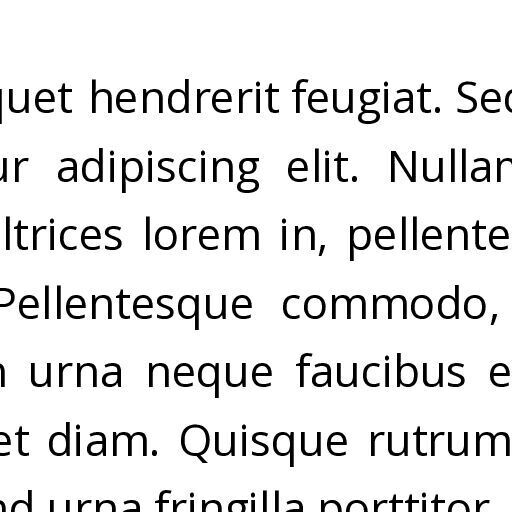 quet hendrerit feugiat. Sec
ur adipiscing elit. Nullan
ltrices lorem in, pellente
Pellentesque commodo,
n urna neque faucibus e
et diam. Quisque rutrum
nd urna fringilla porttitor